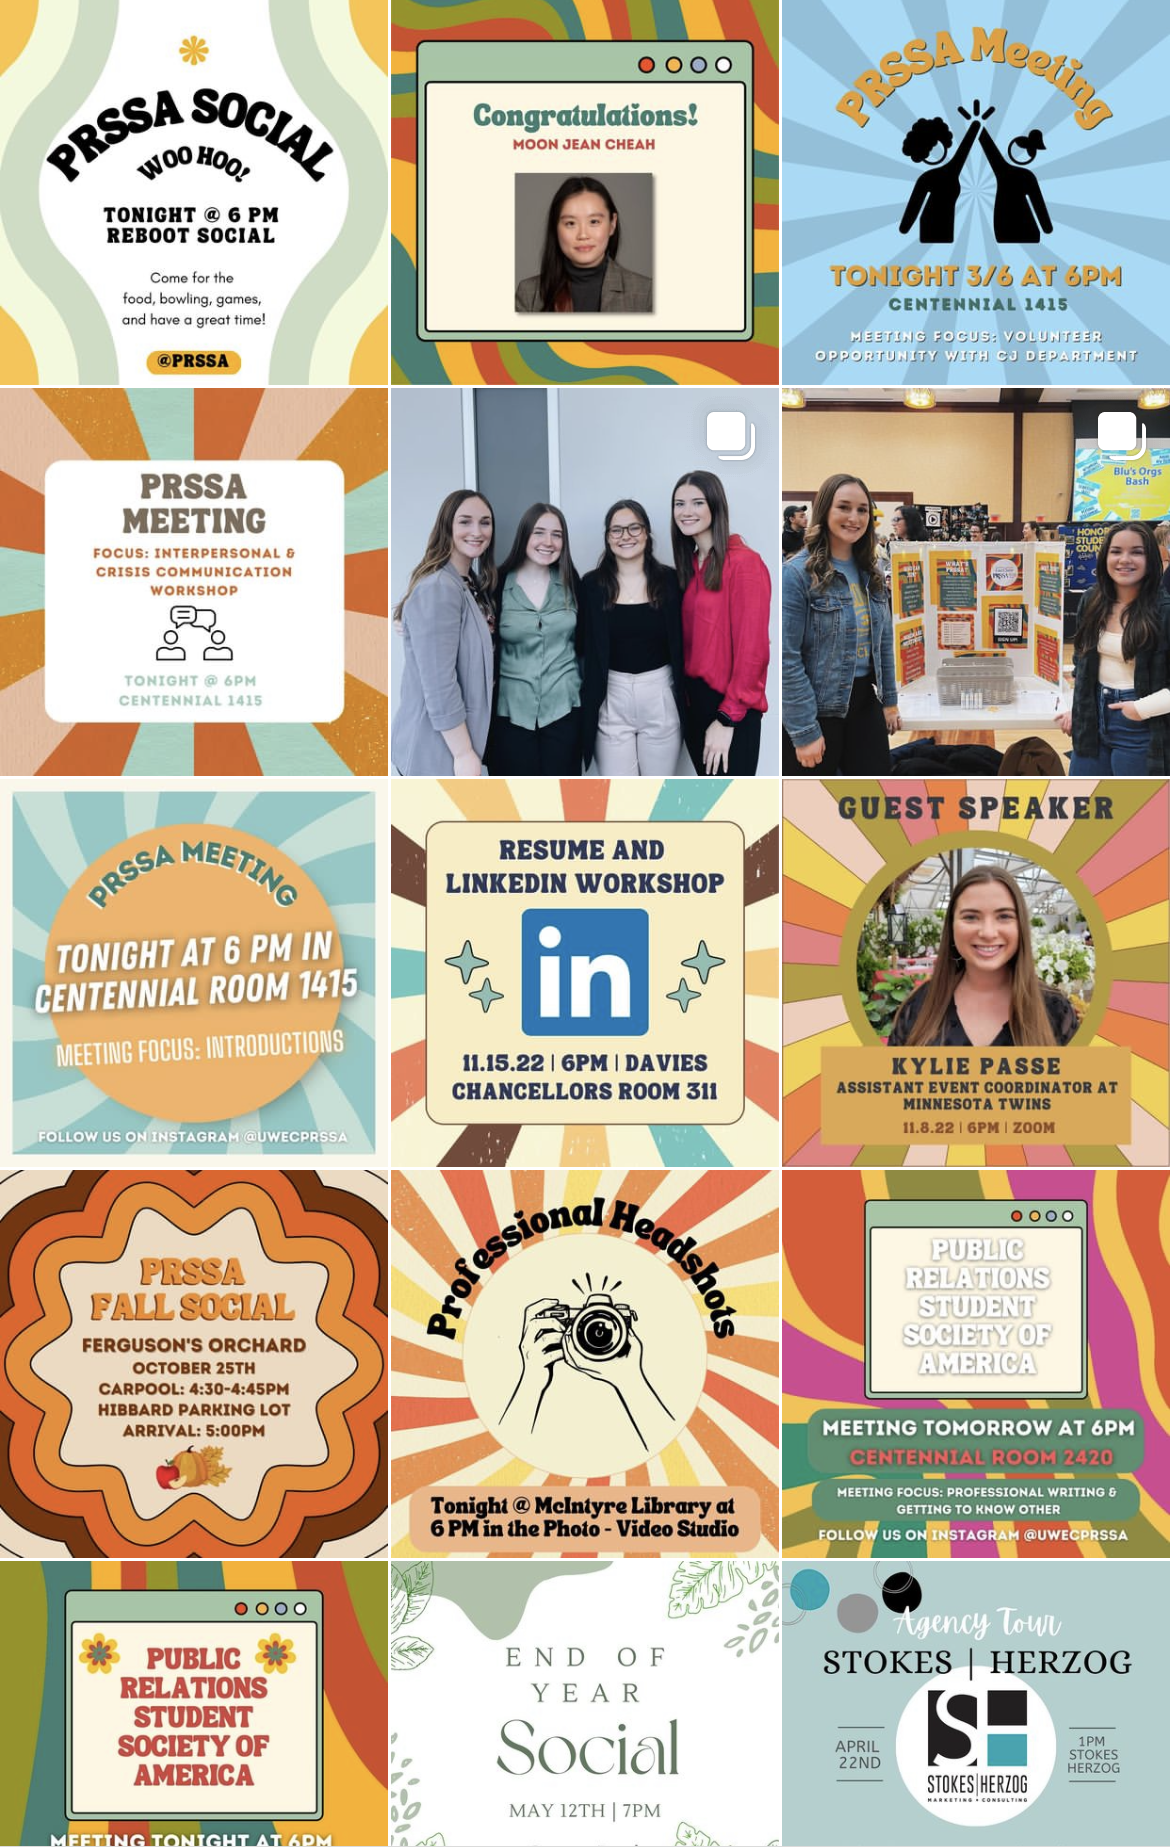 PRSSA SOCIAL
WOO HOO!
TONIGHT @ 6 PM
REBOOT SOCIAL
Come for the
food, bowling, games,
and have a great time!
@PRSSA
Congratulations!
MOON JEAN CHEAH
PRSSA Meeting
TONIGHT 3/6 AT 6PM
CENTENNIAL 1415
MEETING FOCUS: VOLUNTEER
OPPORTUNITY WITH CJ DEPARTMENT
PRSSA
MEETING
FOCUS: INTERPERSONAL &
CRISIS COMMUNICATION
WORKSHOP
TONIGHT @ 6PM
CENTENNIAL 1415
Blu's Orgs
Bash
HONOR
STUDE
COUN
WHAT'S
PRSSA
SIGN UP!
PRSSA MEETING
TONIGHT AT 6 PM IN
CENTENNIAL ROOM 1415
MEETING FOCUS: INTRODUCTIONS
FOLLOW US ON INSTAGRAM @UWECPRSSA
RESUME AND
LINKEDIN WORKSHOP
in
11.15.22 | 6PM | DAVIES
CHANCELLORS ROOM 311
GUEST SPEAKER
KYLIE PASSE
ASSISTANT EVENT COORDINATOR AT
MINNESOTA TWINS
11.8.22 | 6PM | ZOOM
PRSSA
FALL SOCIAL
FERGUSON'S ORCHARD
OCTOBER 25TH
CARPOOL: 4:30-4:45PM
HIBBARD PARKING LOT
ARRIVAL: 5:00PM
Professional Headshots
Tonight @ McIntyre Library at
6 PM in the Photo - Video Studio
PUBLIC
RELATIONS
STUDENT
SOCIETY OF
AMERICA
MEETING TOMORROW AT 6PM
CENTENNIAL ROOM 2420
MEETING FOCUS: PROFESSIONAL WRITING &
GETTING TO KNOW OTHER
FOLLOW US ON INSTAGRAM @UWECPRSSA
PUBLIC
RELATIONS
STUDENT
SOCIETY OF
AMERICA
MEETING TONIGHT AT 6PM
END OF
YEAR
Social
MAY 12TH | 7PM
Agency Tour
STOKES | HERZOG
APRIL
22ND
S
STOKES|HERZOG
MARKETING • CONSULTING
1PM
STOKES
HERZOG